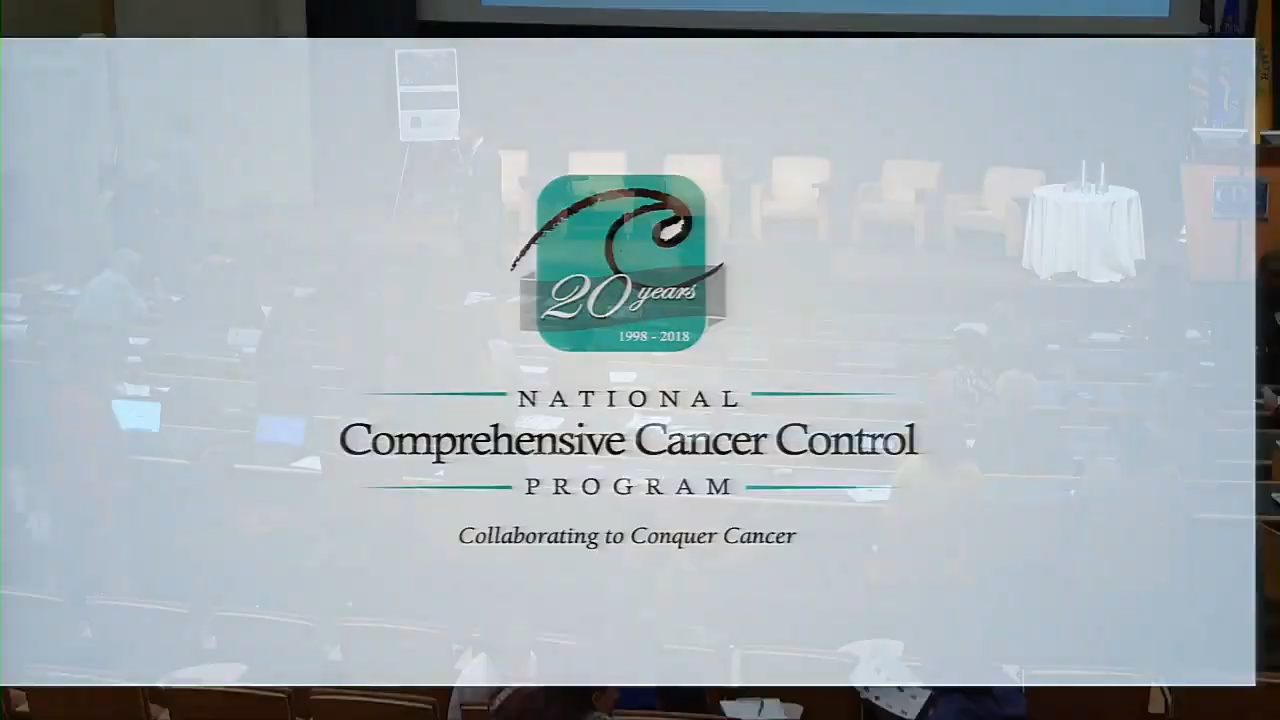 20 years
1998 - 2018
NATIONAL
Comprehensive Cancer Control
PROGRAM
Collaborating to Conquer Cancer